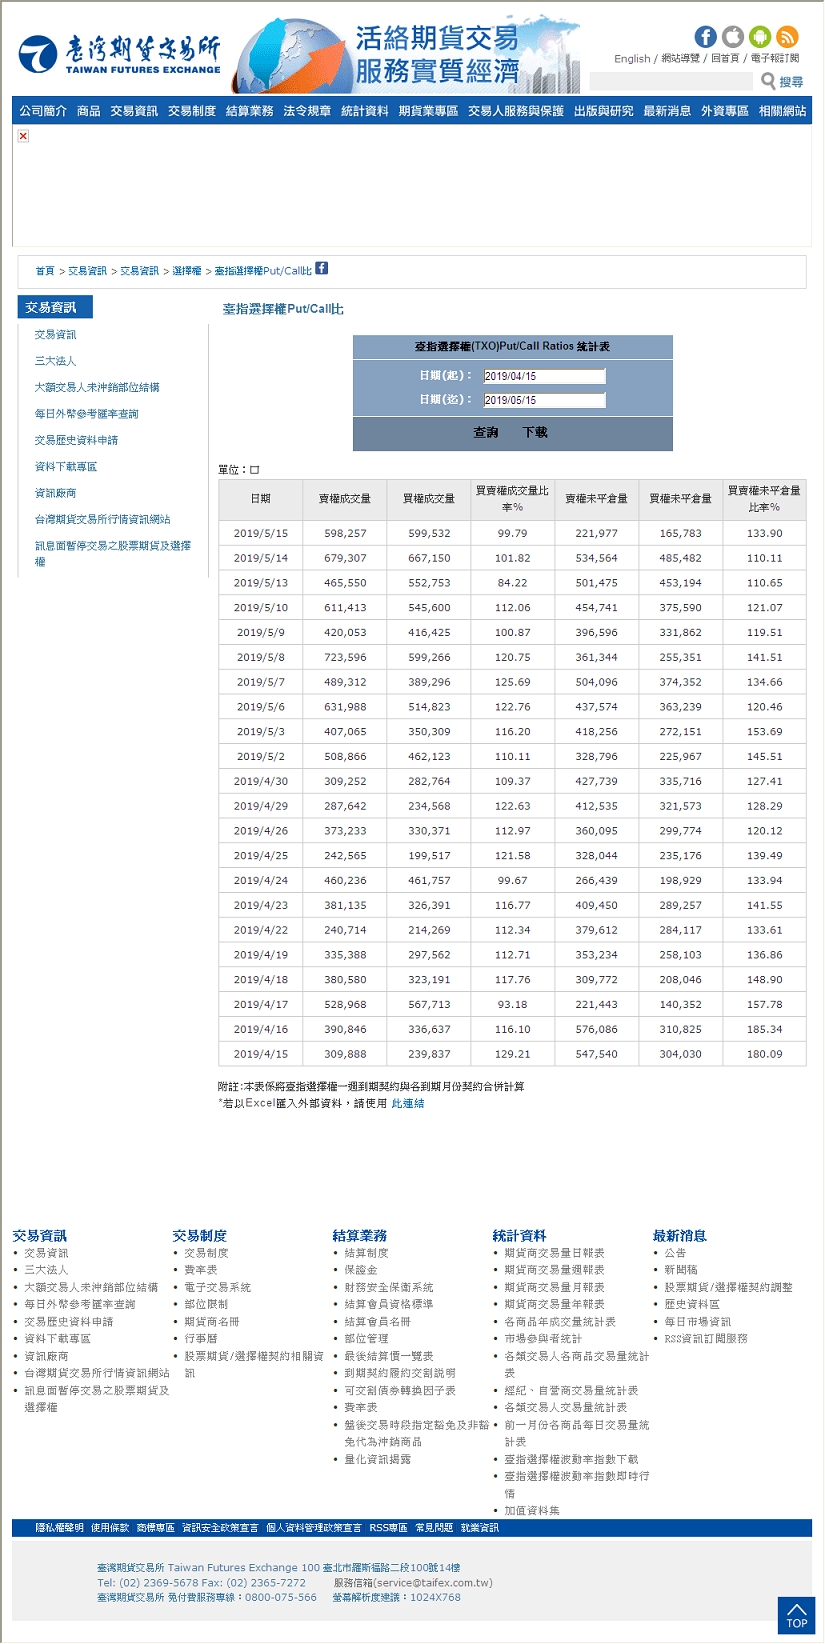 臺灣期貨交易所
TAIWAN FUTURES EXCHANGE
活絡期貨交易
服務實質經濟
English / 網站導覽 / 回首頁 / 電子報訂閱
搜尋
公司簡介 商品 交易資訊 交易制度 結算業務 法令規章 統計資料 期貨業專區 交易人服務與保護 出版與研究 最新消息 外資專區 相關網站
首頁 > 交易資訊 > 交易資訊 > 選擇權 > 臺指選擇權Put/Call比
交易資訊
交易資訊
三大法人
大額交易人未沖銷部位結構
每日外幣參考匯率查詢
交易歷史資料申請
資料下載專區
資訊廠商
台灣期貨交易所行情資訊網站
訊息面暫停交易之股票期貨及選擇
權
臺指選擇權Put/Call比
臺指選擇權(TXO)Put/Call Ratios 統計表
日期(起)： 2019/04/15
日期(迄)： 2019/05/15
查詢 下載
單位：口
日期 賣權成交量 買權成交量 買賣權成交量比率% 賣權未平倉量 買權未平倉量 買賣權未平倉量比率%
2019/5/15 598,257 599,532 99.79 221,977 165,783 133.90
2019/5/14 679,307 667,150 101.82 534,564 485,482 110.11
2019/5/13 465,550 552,753 84.22 501,475 453,194 110.65
2019/5/10 611,413 545,600 112.06 454,741 375,590 121.07
2019/5/9 420,053 416,425 100.87 396,596 331,862 119.51
2019/5/8 723,596 599,266 120.75 361,344 255,351 141.51
2019/5/7 489,312 389,296 125.69 504,096 374,352 134.66
2019/5/6 631,988 514,823 122.76 437,574 363,239 120.46
2019/5/3 407,065 350,309 116.20 418,256 272,151 153.69
2019/5/2 508,866 462,123 110.11 328,796 225,967 145.51
2019/4/30 309,252 282,764 109.37 427,739 335,716 127.41
2019/4/29 287,642 234,568 122.63 412,535 321,573 128.29
2019/4/26 373,233 330,371 112.97 360,095 299,774 120.12
2019/4/25 242,565 199,517 121.58 328,044 235,176 139.49
2019/4/24 460,236 461,757 99.67 266,439 198,929 133.94
2019/4/23 381,135 326,391 116.77 409,450 289,257 141.55
2019/4/22 240,714 214,269 112.34 379,612 284,117 133.61
2019/4/19 335,388 297,562 112.71 353,234 258,103 136.86
2019/4/18 380,580 323,191 117.76 309,772 208,046 148.90
2019/4/17 528,968 567,713 93.18 221,443 140,352 157.78
2019/4/16 390,846 336,637 116.10 576,086 310,825 185.34
2019/4/15 309,888 239,837 129.21 547,540 304,030 180.09
附註:本表係將臺指選擇權一週到期契約與各到期月份契約合併計算
*若以Excel匯入外部資料，請使用 此連結
交易資訊
• 交易資訊
• 三大法人
• 大額交易人未沖銷部位結構
• 每日外幣參考匯率查詢
• 交易歷史資料申請
• 資料下載專區
• 資訊廠商
• 台灣期貨交易所行情資訊網站
• 訊息面暫停交易之股票期貨及
選擇權
交易制度
• 交易制度
• 費率表
• 電子交易系統
• 部位限制
• 期貨商名冊
• 行事曆
• 股票期貨/選擇權契約相關資
訊
結算業務
• 結算制度
• 保證金
• 財務安全保衛系統
• 結算會員資格標準
• 結算會員名冊
• 部位管理
• 最後結算價一覽表
• 到期契約履約交割說明
• 可交割債券轉換因子表
• 費率表
• 盤後交易時段指定豁免及非豁
免代為沖銷商品
• 量化資訊揭露
統計資料
• 期貨商交易量日報表
• 期貨商交易量週報表
• 期貨商交易量月報表
• 期貨商交易量年報表
• 各商品年成交量統計表
• 市場參與者統計
• 各類交易人各商品交易量統計
表
• 經紀、自營商交易量統計表
• 各類交易人交易量統計表
• 前一月份各商品每日交易量統
計表
• 臺指選擇權波動率指數下載
• 臺指選擇權波動率指數即時行
情
• 加值資料集
最新消息
• 公告
• 新聞稿
• 股票期貨/選擇權契約調整
• 歷史資料區
• 每日市場資訊
• RSS資訊訂閱服務
隱私權聲明 使用條款 商標專區 資訊安全政策宣言 個人資料管理政策宣言 RSS專區 常見問題 就業資訊
臺灣期貨交易所 Taiwan Futures Exchange 100 臺北市羅斯福路二段100號14樓
Tel: (02) 2369-5678 Fax: (02) 2365-7272 服務信箱(service@taifex.com.tw)
臺灣期貨交易所 免付費服務專線：0800-075-566 螢幕解析度建議：1024X768
TOP